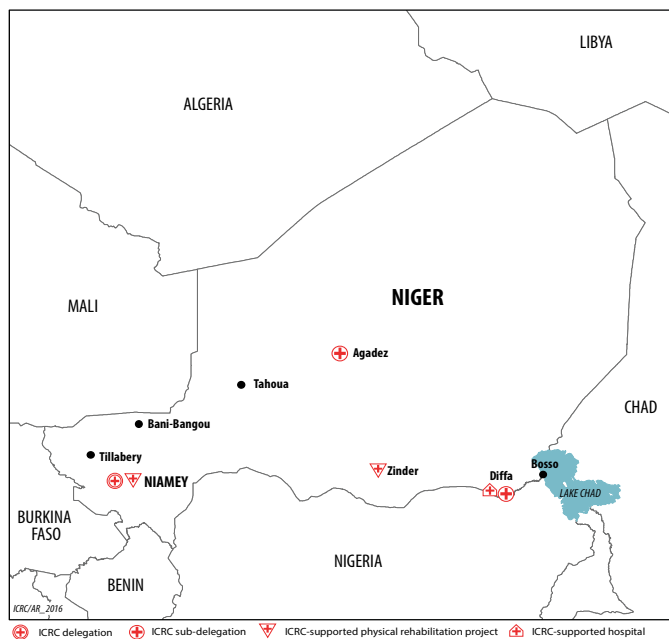 LIBYA
ALGERIA
MALI
NIGER
Agadez
Tahoua
CHAD
Bani-Bangou
Tillabery
Zinder
Diffa
Bosso
NIAMEY
LAKE CHAD
BURKINA
FASO
NIGERIA
BENIN
ICRC/AR_2016
ICRC delegation ICRC sub-delegation ICRC-supported physical rehabilitation project ICRC-supported hospital